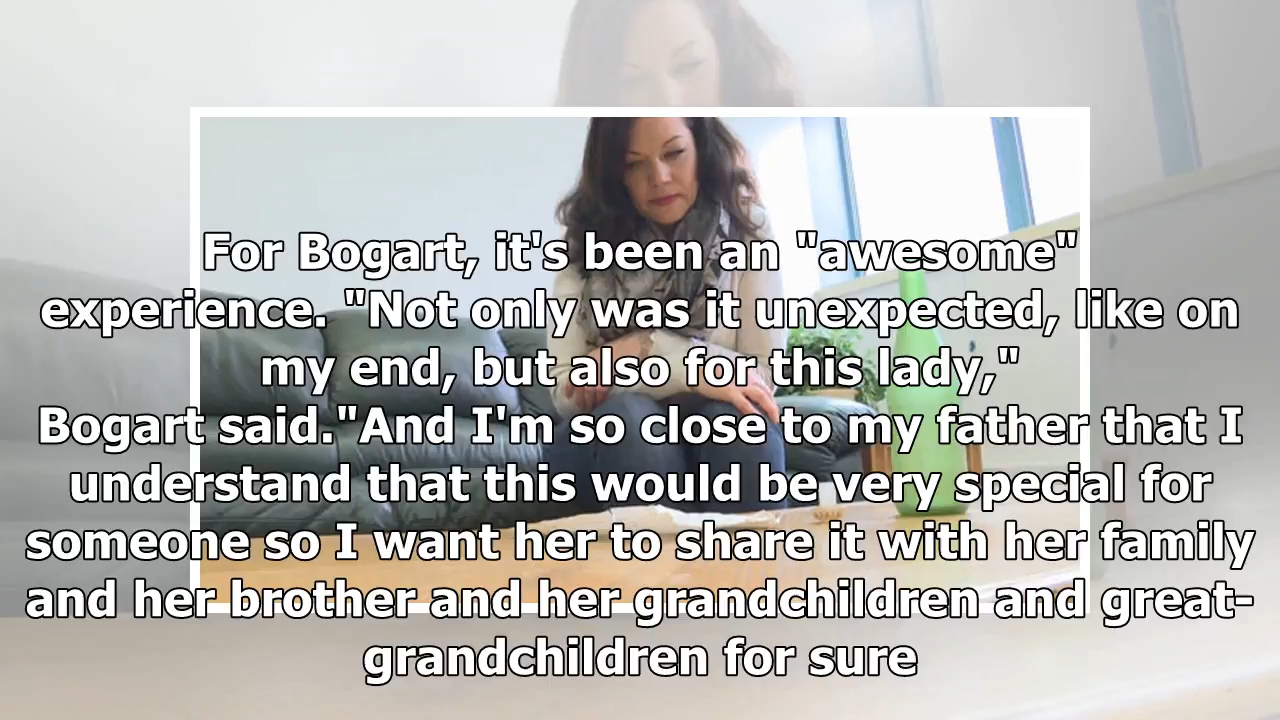 For Bogart, it's been an "awesome"
experience. "Not only was it unexpected, like on
my end, but also for this lady,"
Bogart said."And I'm so close to my father that I
understand that this would be very special for
someone so I want her to share it with her family
and her brother and her grandchildren and great-
grandchildren for sure